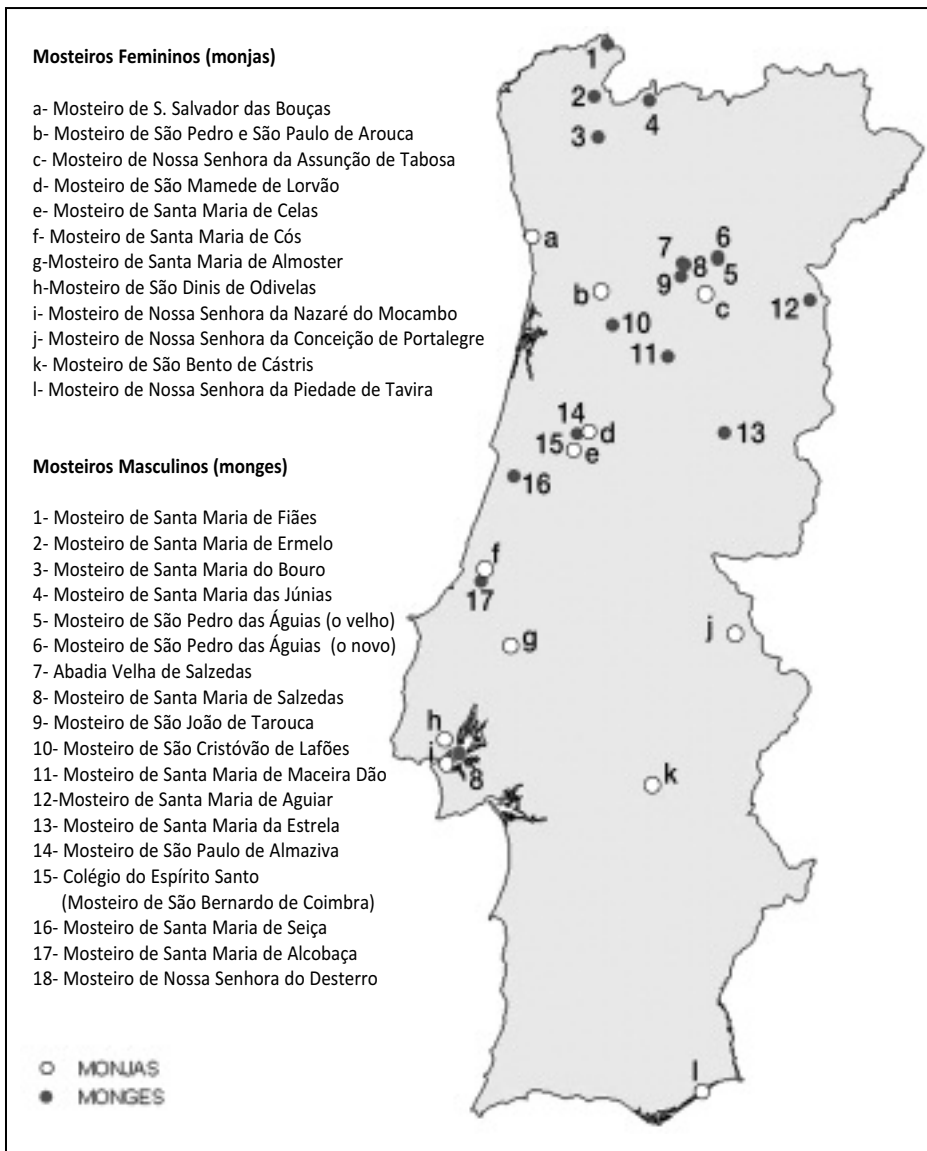 Mosteiros Femininos (monjas)
a- Mosteiro de S. Salvador das Bouças
b- Mosteiro de São Pedro e São Paulo de Arouca
c- Mosteiro de Nossa Senhora da Assunção de Tabosa
d- Mosteiro de São Mamede de Lorvão
e- Mosteiro de Santa Maria de Celas
f- Mosteiro de Santa Maria de Cós
g-Mosteiro de Santa Maria de Almoster
h-Mosteiro de São Dinis de Odivelas
i- Mosteiro de Nossa Senhora da Nazaré do Mocambo
j- Mosteiro de Nossa Senhora da Conceição de Portalegre
k- Mosteiro de São Bento de Cástris
l- Mosteiro de Nossa Senhora da Piedade de Tavira
Mosteiros Masculinos (monges)
1- Mosteiro de Santa Maria de Fiães
2- Mosteiro de Santa Maria de Ermelo
3- Mosteiro de Santa Maria do Bouro
4- Mosteiro de Santa Maria das Júnias
5- Mosteiro de São Pedro das Águias (o velho)
6- Mosteiro de São Pedro das Águias (o novo)
7- Abadia Velha de Salzedas
8- Mosteiro de Santa Maria de Salzedas
9- Mosteiro de São João de Tarouca
10- Mosteiro de São Cristóvão de Lafões
11- Mosteiro de Santa Maria de Maceira Dão
12-Mosteiro de Santa Maria de Aguiar
13- Mosteiro de Santa Maria da Estrela
14- Mosteiro de São Paulo de Almaziva
15- Colégio do Espírito Santo
(Mosteiro de São Bernardo de Coimbra)
16- Mosteiro de Santa Maria de Seiça
17- Mosteiro de Santa Maria de Alcobaça
18- Mosteiro de Nossa Senhora do Desterro
MONJAS
MONGES
1
2
4
3
a
6
7
8
5
9
b
c
12
10
11
14
d
13
15
e
16
f
17
g
j
h
i
8
k
l